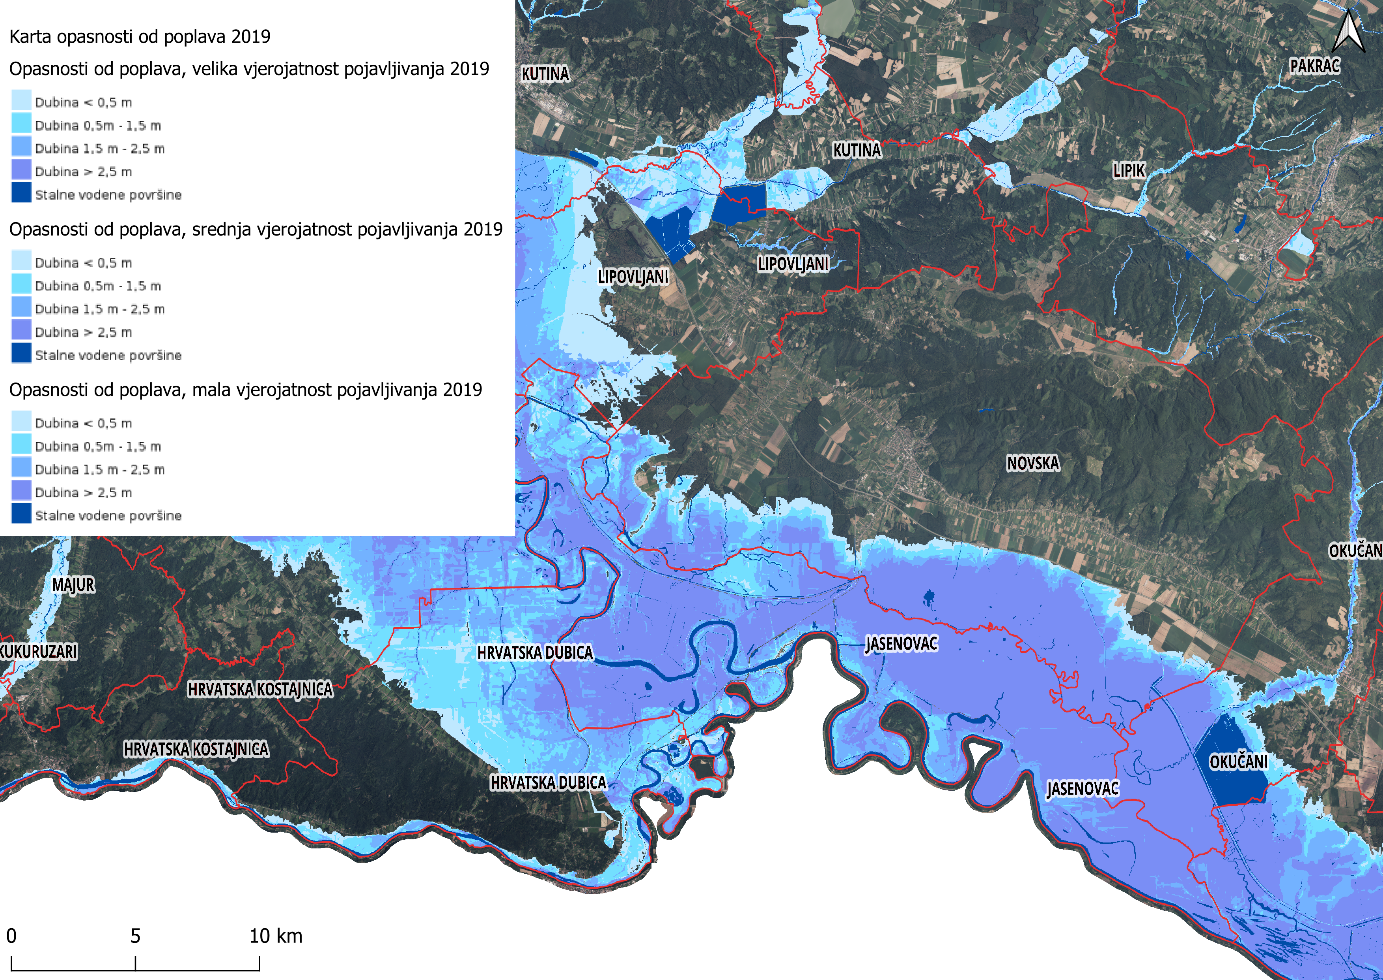 Karta opasnosti od poplava 2019
Opasnosti od poplava, velika vjerojatnost pojavljivanja 2019
Dubina < 0,5 m
Dubina 0,5m - 1,5 m
Dubina 1,5 m - 2,5 m
Dubina > 2,5 m
Stalne vodene površine
Opasnosti od poplava, srednja vjerojatnost pojavljivanja 2019
Dubina < 0,5 m
Dubina 0,5m - 1,5 m
Dubina 1,5 m - 2,5 m
Dubina > 2,5 m
Stalne vodene površine
Opasnosti od poplava, mala vjerojatnost pojavljivanja 2019
Dubina < 0,5 m
Dubina 0,5m - 1,5 m
Dubina 1,5 m - 2,5 m
Dubina > 2,5 m
Stalne vodene površine
KUTINA
PAKRAC
KUTINA
LIPIK
LIPOVLJANI
LIPOVLJANI
NOVSKA
OKUČAN
MAJUR
KUKURUZARI
HRVATSKA DUBICA
JASENOVAC
HRVATSKA KOSTAJNICA
HRVATSKA KOSTAJNICA
OKUČANI
HRVATSKA DUBICA
JASENOVAC
0 5 10 km